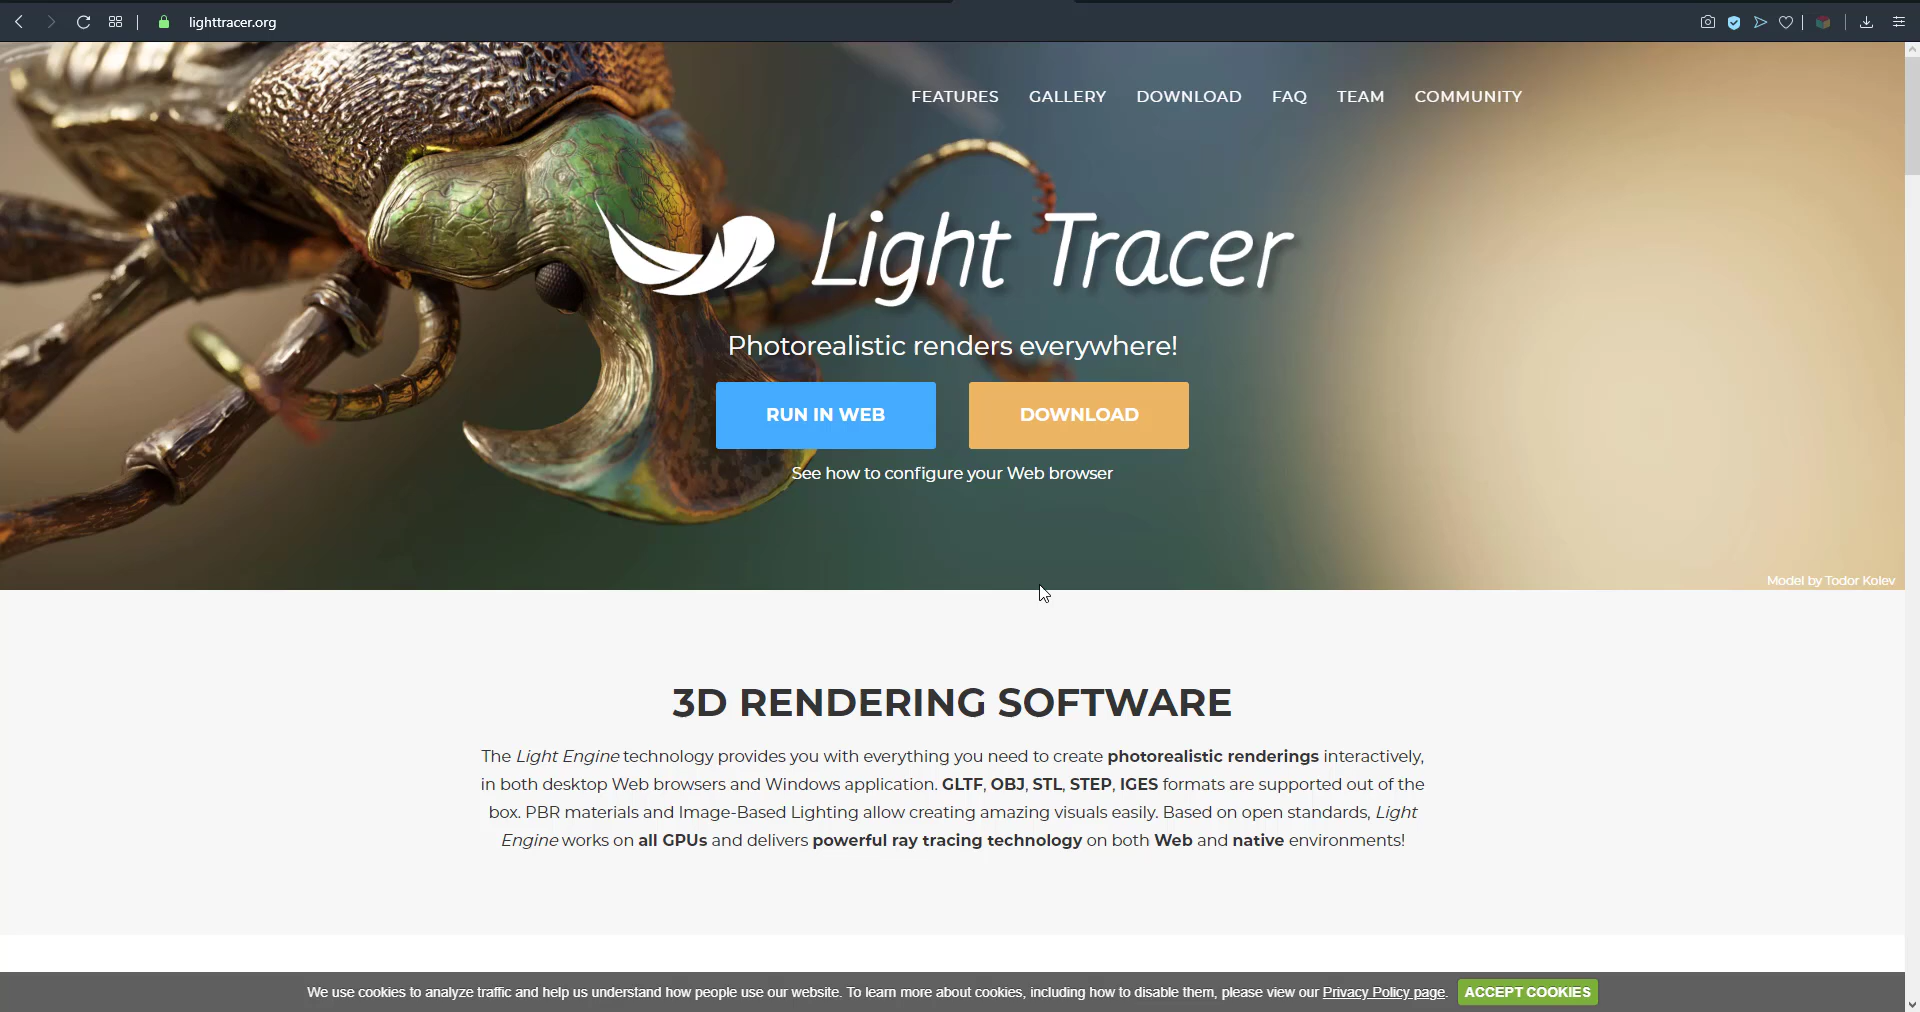 lighttracer.org
FEATURES GALLERY DOWNLOAD FAQ TEAM COMMUNITY
Light Tracer
Photorealistic renders everywhere!
RUN IN WEB DOWNLOAD
See how to configure your Web browser
Model by Todor Kolev
3D RENDERING SOFTWARE
The Light Engine technology provides you with everything you need to create photorealistic renderings interactively,
in both desktop Web browsers and Windows application. GLTF, OBJ, STL, STEP, IGES formats are supported out of the
box. PBR materials and Image-Based Lighting allow creating amazing visuals easily. Based on open standards, Light
Engine works on all GPUs and delivers powerful ray tracing technology on both Web and native environments!
We use cookies to analyze traffic and help us understand how people use our website. To learn more about cookies, including how to disable them, please view our Privacy Policy page. ACCEPT COOKIES